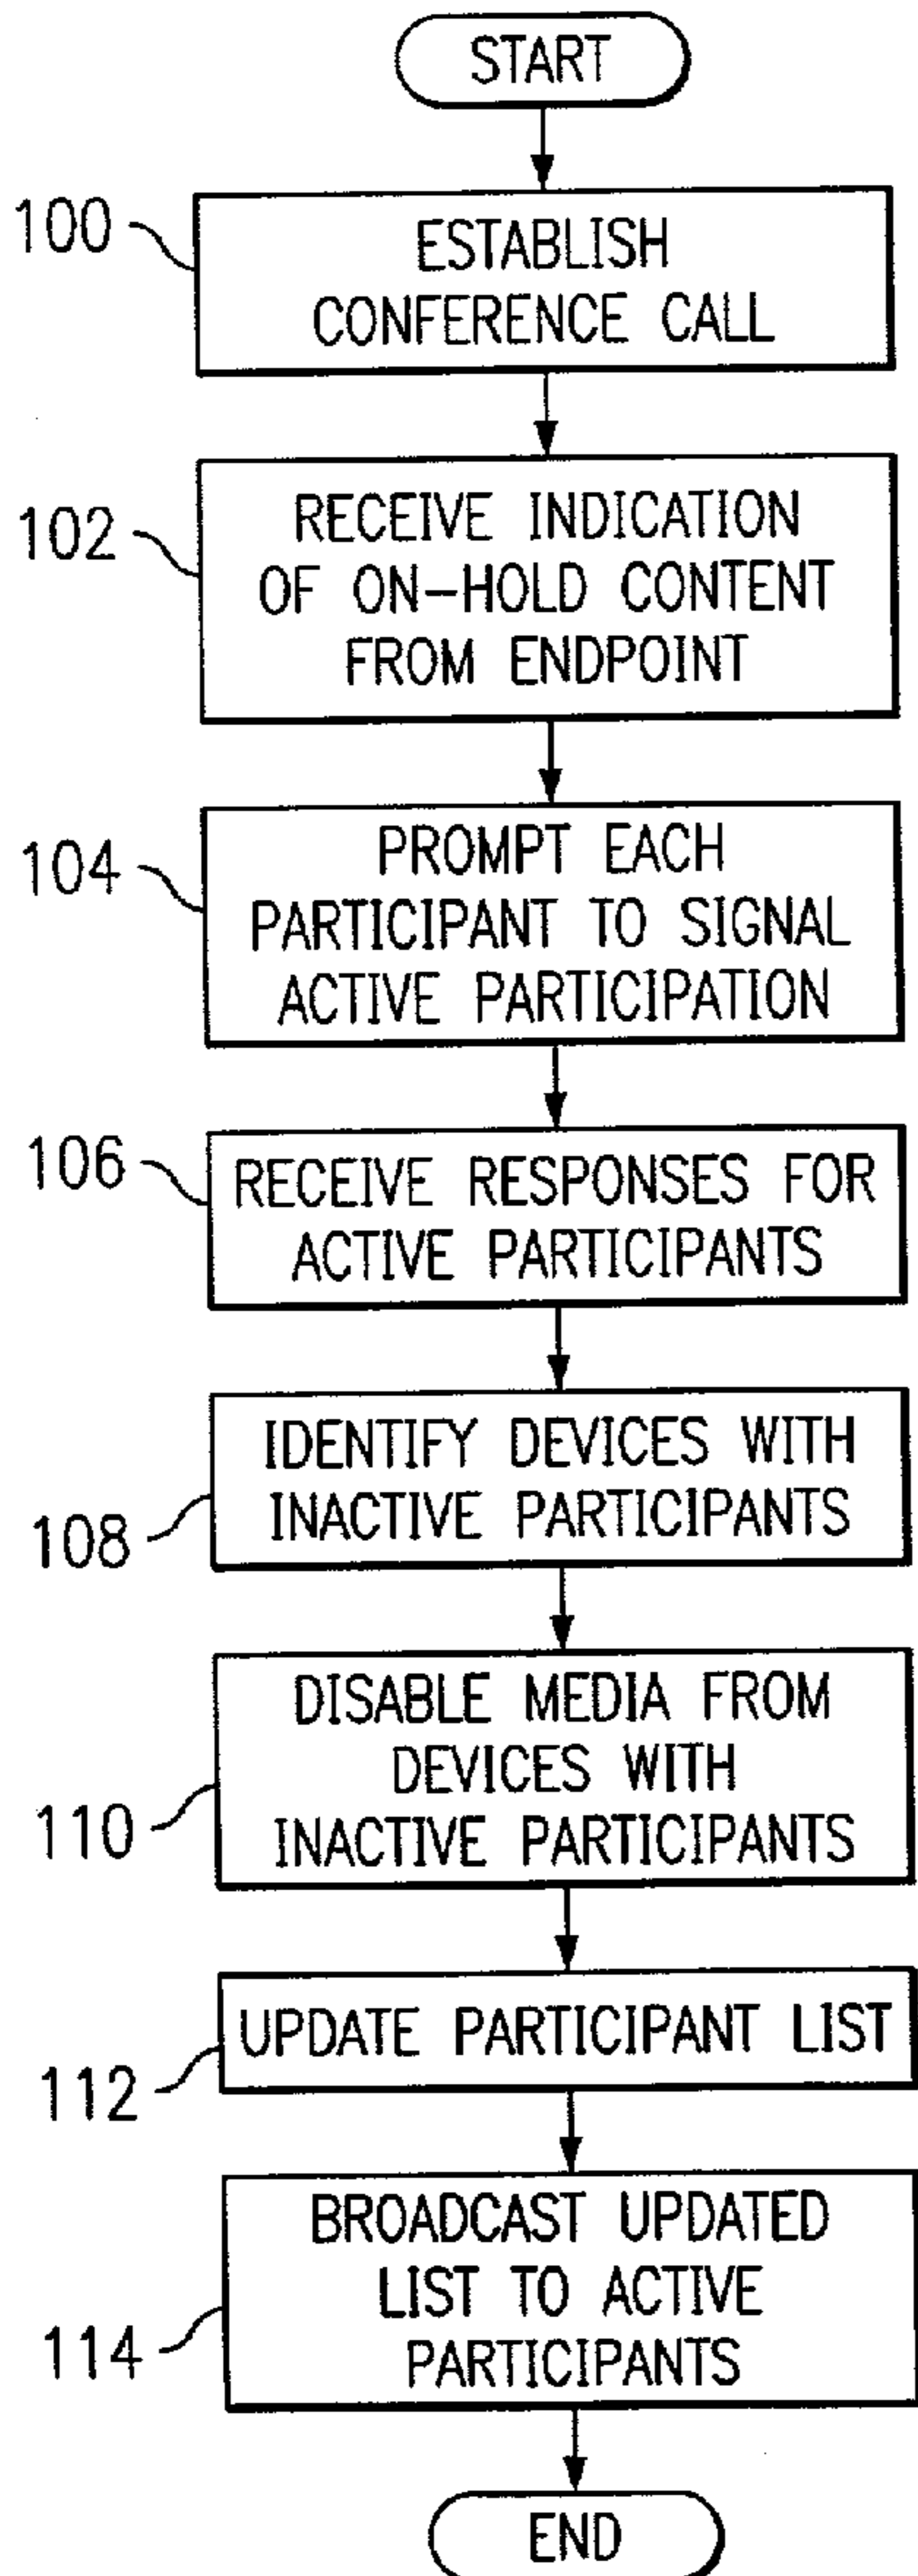 START
100
ESTABLISH
CONFERENCE CALL
102
RECEIVE INDICATION
OF ON-HOLD CONTENT
FROM ENDPOINT
104
PROMPT EACH
PARTICIPANT TO SIGNAL
ACTIVE PARTICIPATION
106
RECEIVE RESPONSES FOR
ACTIVE PARTICIPANTS
108
IDENTIFY DEVICES WITH
INACTIVE PARTICIPANTS
110
DISABLE MEDIA FROM
DEVICES WITH
INACTIVE PARTICIPANTS
112
UPDATE PARTICIPANT LIST
114
BROADCAST UPDATED
LIST TO ACTIVE
PARTICIPANTS
END